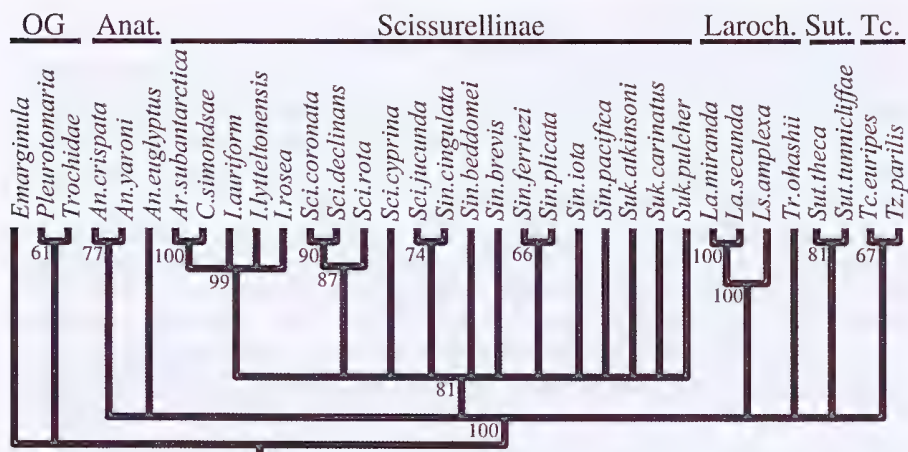 OG Anat. Scissurellinae Laroch. Sut. Tc.
Emarginula
Pleurotomaria
Trochidae
An.crispata
An.yaroni
An.euglyptus
Ar.subantarctica
C.simondsae
I.auriform
I.lytteltonensis
I.rosea
Sci.coronata
Sci.declinans
Sci.rota
Sci.cyprina
Sci.jucunda
Sin.cingulata
Sin.beddomei
Sin.brevis
Sin.ferriezi
Sin.plicata
Sin.iota
Sin.pacifica
Suk.atkinsoni
Suk.carinatus
Suk.pulcher
La.miranda
La.secunda
Ls.amplexa
Tr.ohashii
Sut.theca
Sut.tunnicliffae
Tc.euripes
Tz.parilis
61 77 100 90 74 66 100 81 67
99 87 100
81
100